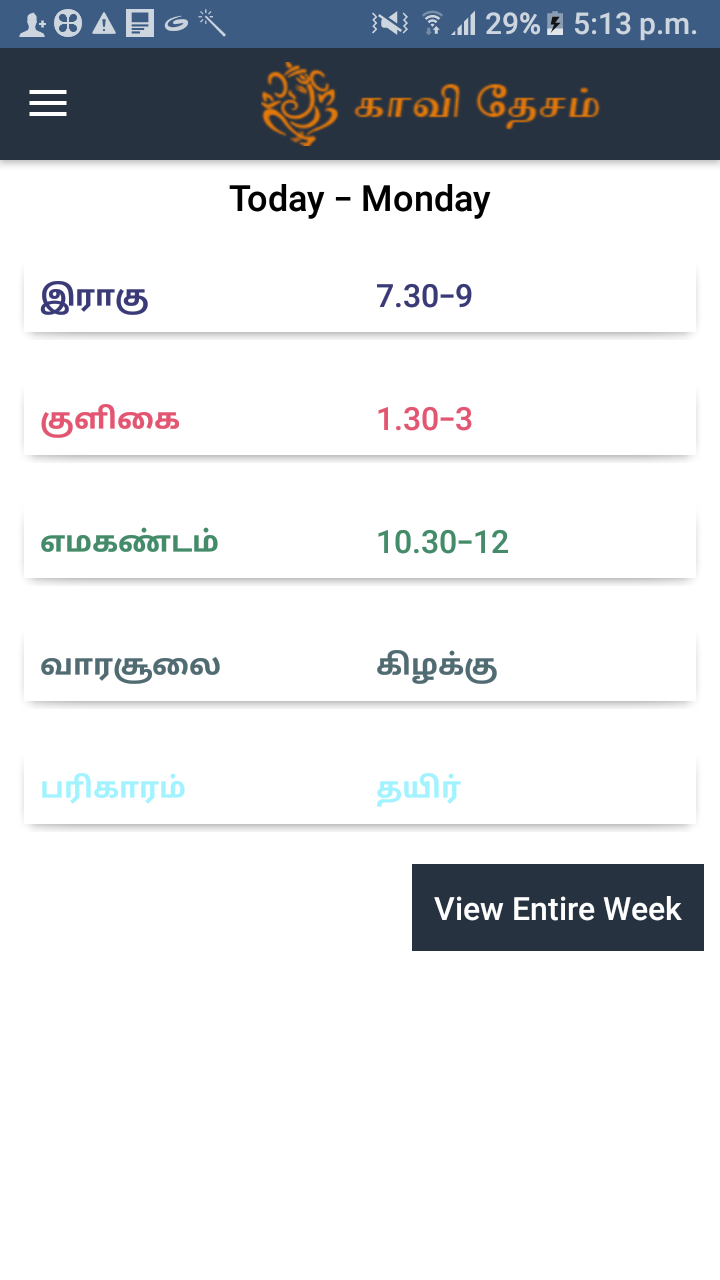 29% 5:13 p.m.
காவி தேசம்
Today - Monday
இராகு 7.30-9
குளிகை 1.30-3
எமகண்டம் 10.30-12
வாரசூலை கிழக்கு
பரிகாரம் தயிர்
View Entire Week